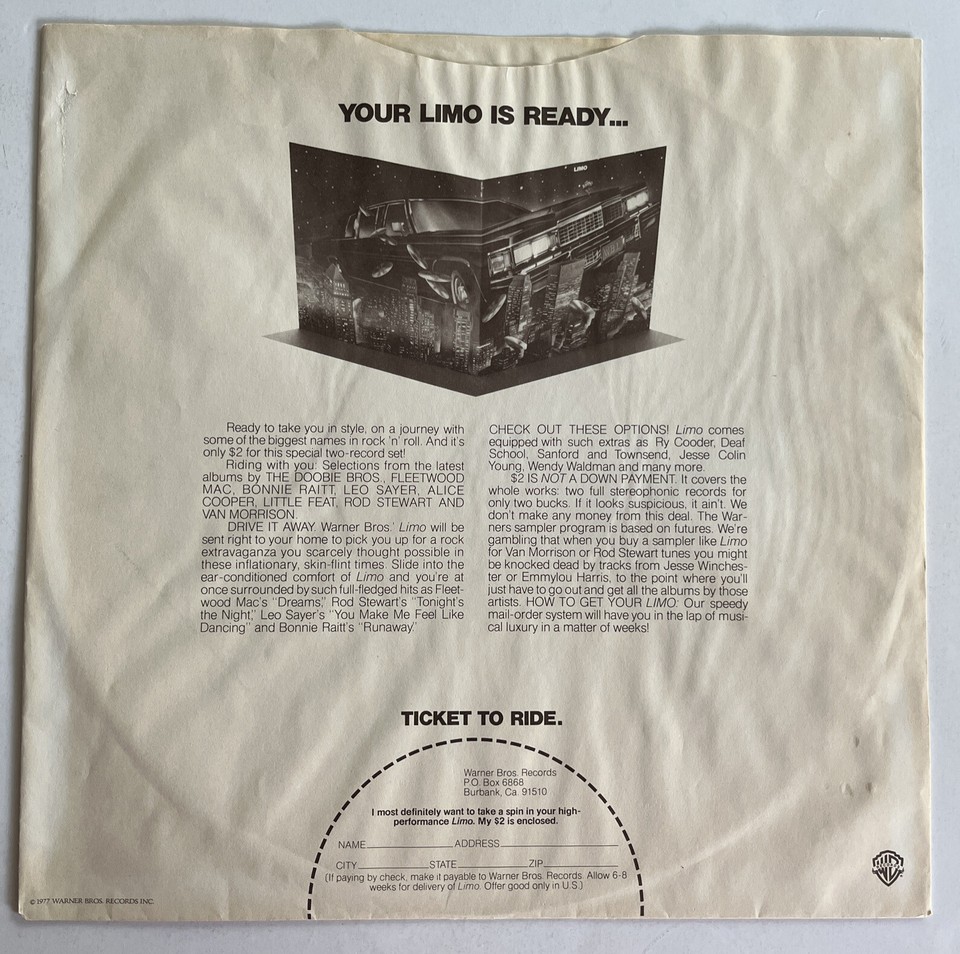 YOUR LIMO IS READY...
LIMO
Ready to take you in style, on a journey with
some of the biggest names in rock 'n' roll. And it's
only $2 for this special two-record set!
Riding with you: Selections from the latest
albums by THE DOOBIE BROS., FLEETWOOD
MAC, BONNIE RAITT, LEO SAYER, ALICE
COOPER, LITTLE FEAT, ROD STEWART AND
VAN MORRISON.
DRIVE IT AWAY. Warner Bros.' Limo will be
sent right to your home to pick you up for a rock
extravaganza you scarcely thought possible in
these inflationary, skin-flint times. Slide into the
ear-conditioned comfort of Limo and you're at
once surrounded by such full-fledged hits as Fleet-
wood Mac's "Dreams," Rod Stewart's "Tonight's
the Night," Leo Sayer's "You Make Me Feel Like
Dancing" and Bonnie Raitt's "Runaway."
CHECK OUT THESE OPTIONS! Limo comes
equipped with such extras as Ry Cooder, Deaf
School, Sanford and Townsend, Jesse Colin
Young, Wendy Waldman and many more.
$2 IS NOT A DOWN PAYMENT. It covers the
whole works: two full stereophonic records for
only two bucks. If it looks suspicious, it ain't. We
don't make any money from this deal. The War-
ners sampler program is based on futures. We're
gambling that when you buy a sampler like Limo
for Van Morrison or Rod Stewart tunes you might
be knocked dead by tracks from Jesse Winches-
ter or Emmylou Harris, to the point where you'll
just have to go out and get all the albums by those
artists. HOW TO GET YOUR LIMO: Our speedy
mail-order system will have you in the lap of musi-
cal luxury in a matter of weeks!
TICKET TO RIDE.
Warner Bros. Records
P.O. Box 6868
Burbank, Ca. 91510
I most definitely want to take a spin in your high-
performance Limo. My $2 is enclosed.
NAME ADDRESS
CITY STATE ZIP
(If paying by check, make it payable to Warner Bros. Records. Allow 6-8
weeks for delivery of Limo. Offer good only in U.S.)
© 1977 WARNER BROS. RECORDS INC.